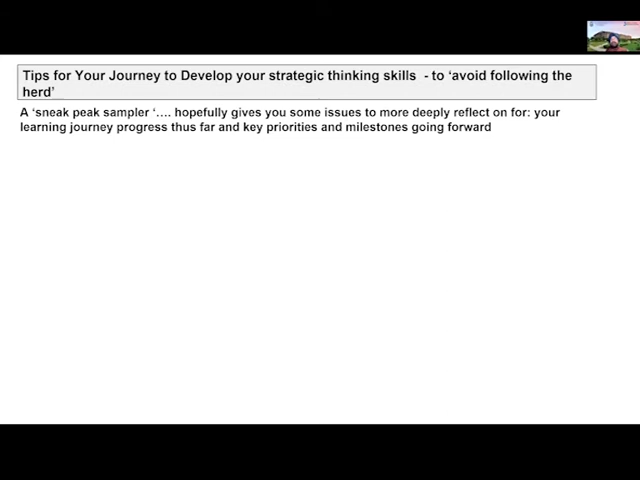 Tips for Your Journey to Develop your strategic thinking skills - to ‘avoid following the
herd’
A ‘sneak peak sampler ‘…. hopefully gives you some issues to more deeply reflect on for: your
learning journey progress thus far and key priorities and milestones going forward